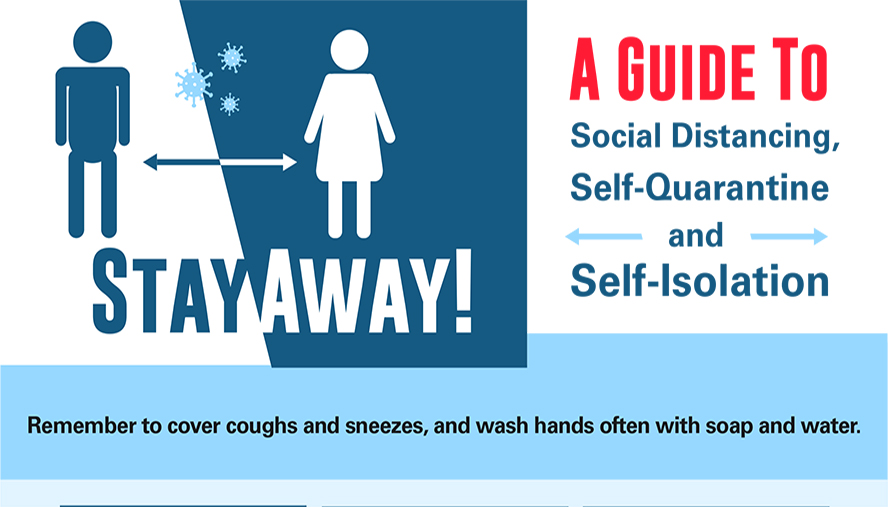 STAY AWAY!
A GUIDE TO
Social Distancing,
Self-Quarantine
and
Self-Isolation
Remember to cover coughs and sneezes, and wash hands often with soap and water.